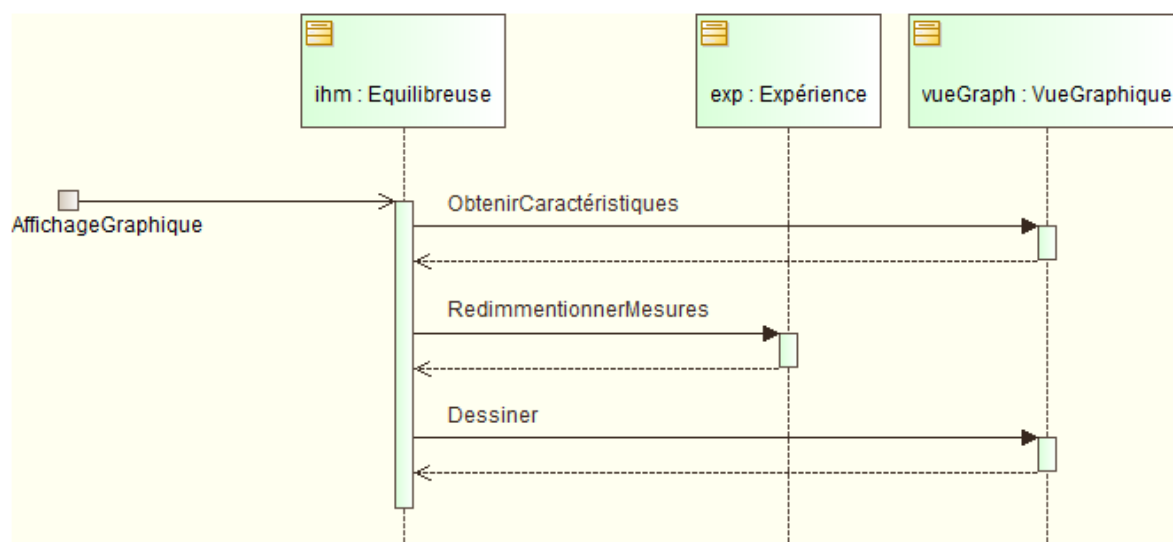 ihm : Equilibreuse
exp : Expérience
vueGraph : VueGraphique
ObtenirCaractéristiques
AffichageGraphique
RedimmentionnerMesures
Dessiner